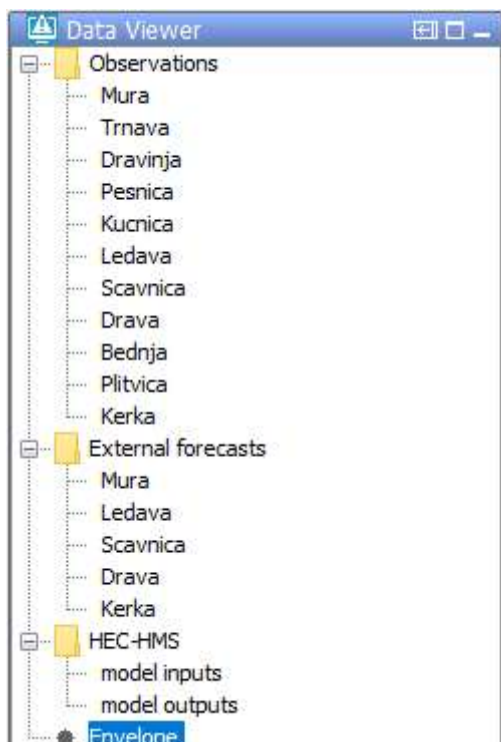 Data Viewer
Observations
Mura
Trnava
Dravinja
Pesnica
Kucnica
Ledava
Scavnica
Drava
Bednja
Plitvica
Kerka
External forecasts
Mura
Ledava
Scavnica
Drava
Kerka
HEC-HMS
model inputs
model outputs
Envelope